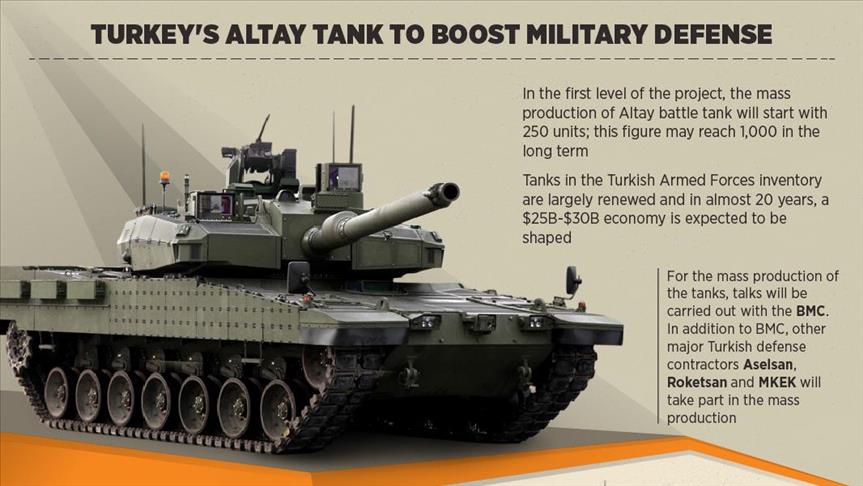 TURKEY'S ALTAY TANK TO BOOST MILITARY DEFENSE
In the first level of the project, the mass
production of Altay battle tank will start with
250 units; this figure may reach 1,000 in the
long term
Tanks in the Turkish Armed Forces inventory
are largely renewed and in almost 20 years, a
$25B-$30B economy is expected to be
shaped
For the mass production of
the tanks, talks will be
carried out with the BMC.
In addition to BMC, other
major Turkish defense
contractors Aselsan,
Roketsan and MKEK will
take part in the mass
production